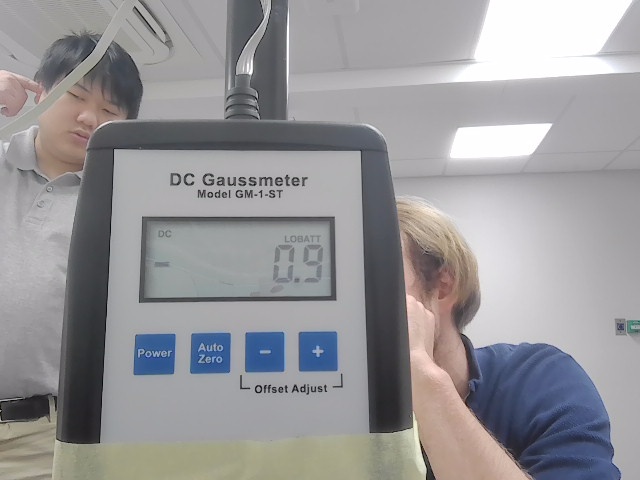 DC Gaussmeter
Model GM-1-ST
DC
LOBATT
- 0.9
Power
Auto
Zero
-
+
Offset Adjust